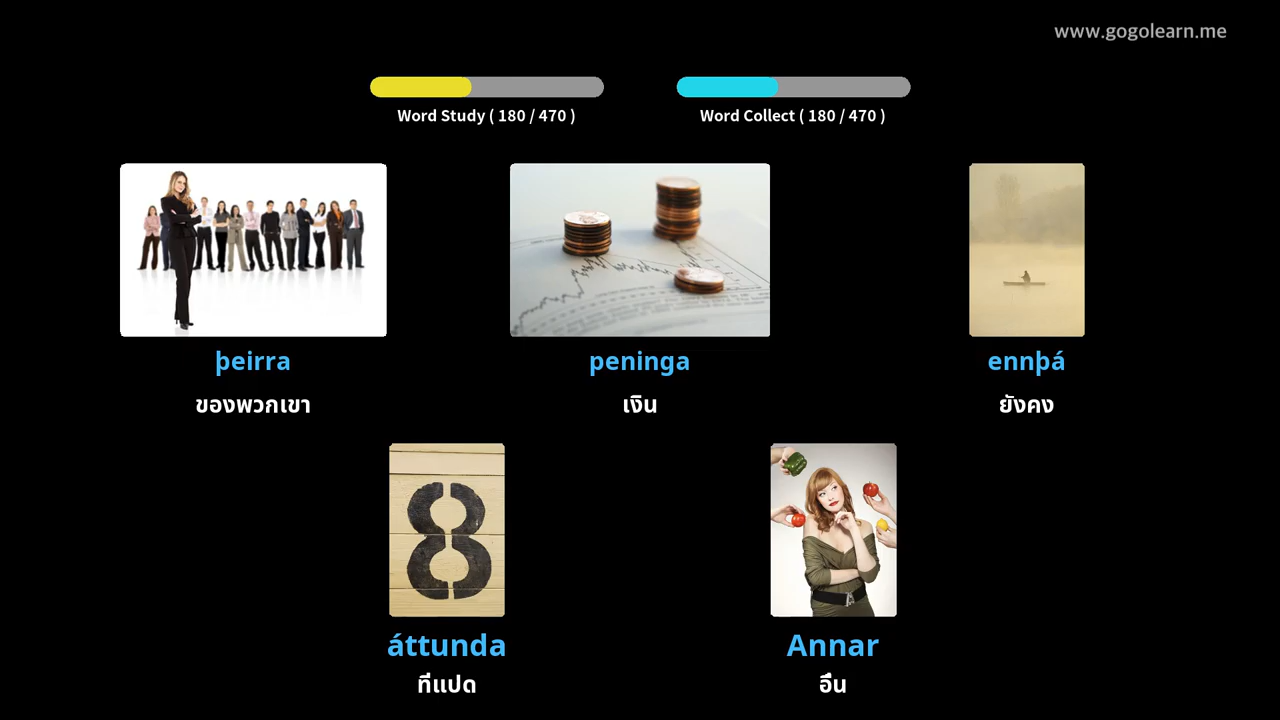 www.gogolearn.me
Word Study ( 180 / 470 )
Word Collect ( 180 / 470 )
þeirra
peninga
ennþá
ของพวกเขา
เงิน
ยังคง
8
áttunda
Annar
ที่แปด
อื่น